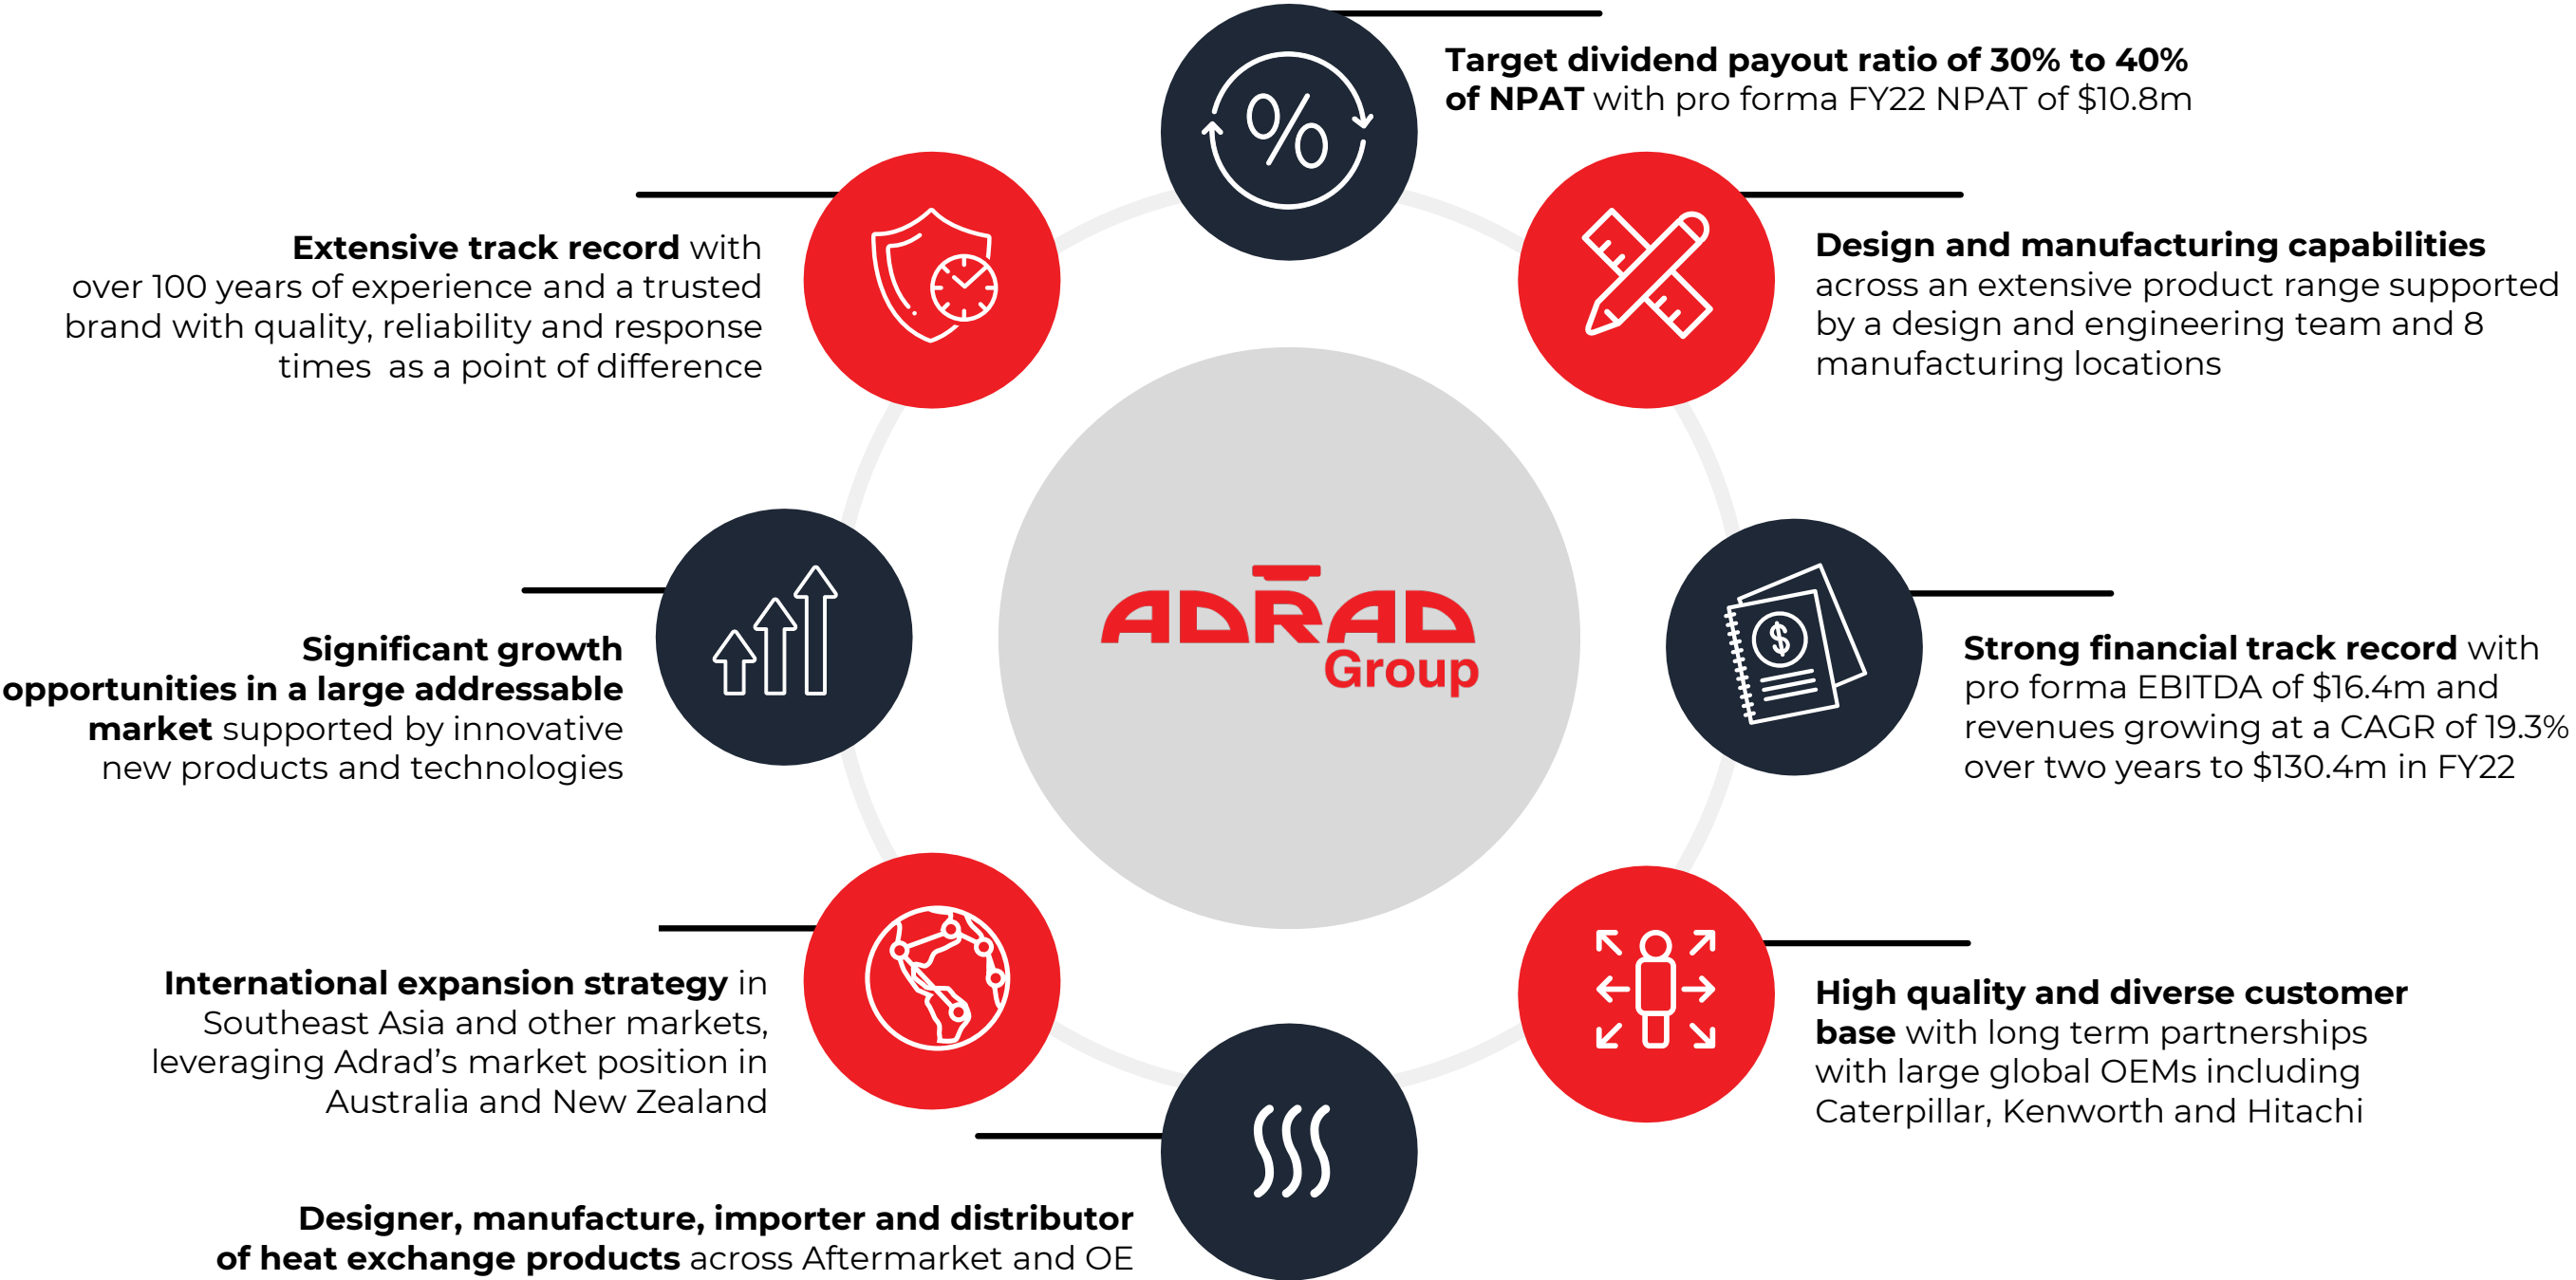 Target dividend payout ratio of 30% to 40%
of NPAT with pro forma FY22 NPAT of $10.8m
Design and manufacturing capabilities
across an extensive product range supported
by a design and engineering team and 8
manufacturing locations
Strong financial track record with
pro forma EBITDA of $16.4m and
revenues growing at a CAGR of 19.3%
over two years to $130.4m in FY22
High quality and diverse customer
base with long term partnerships
with large global OEMs including
Caterpillar, Kenworth and Hitachi
Designer, manufacture, importer and distributor
of heat exchange products across Aftermarket and OE
International expansion strategy in
Southeast Asia and other markets,
leveraging Adrad’s market position in
Australia and New Zealand
Significant growth
opportunities in a large addressable
market supported by innovative
new products and technologies
Extensive track record with
over 100 years of experience and a trusted
brand with quality, reliability and response
times  as a point of difference
ADRAD
Group
%
$